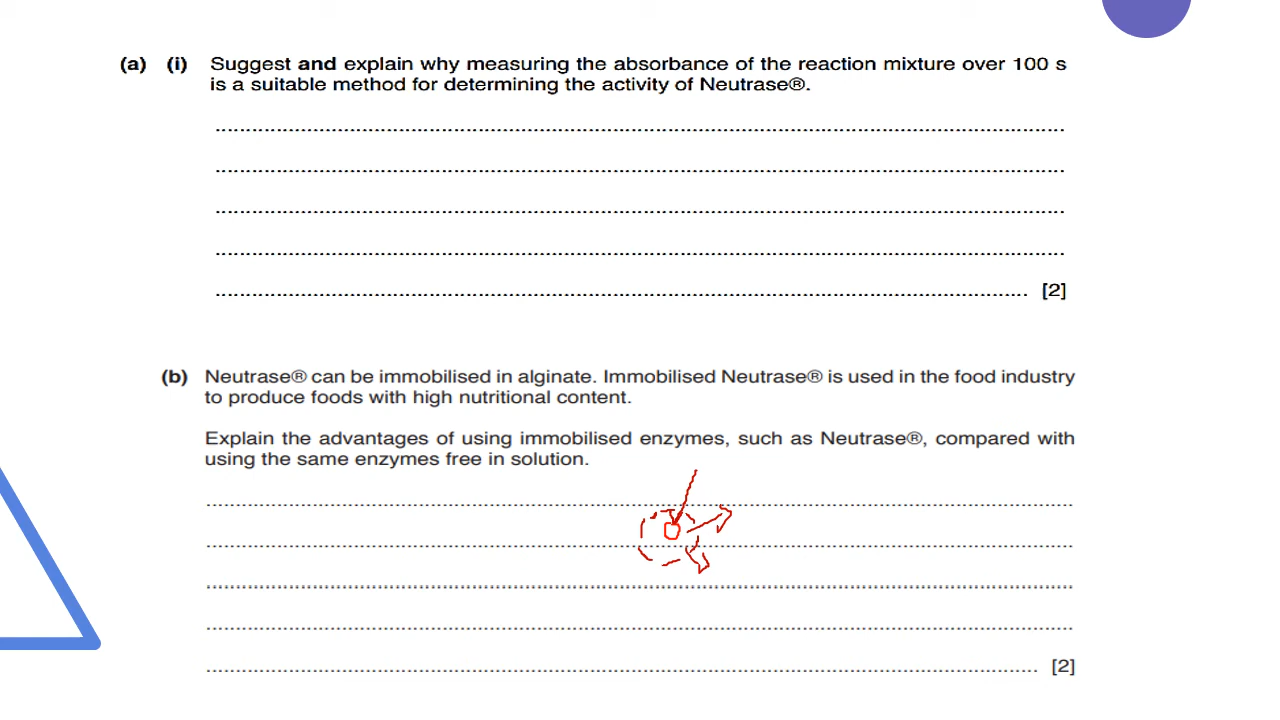 (a) (i) Suggest and explain why measuring the absorbance of the reaction mixture over 100 s
is a suitable method for determining the activity of Neutrase®.
..........................................................................................................................................
..........................................................................................................................................
..........................................................................................................................................
..........................................................................................................................................
.................................................................................................................................... [2]
(b) Neutrase® can be immobilised in alginate. Immobilised Neutrase® is used in the food industry
to produce foods with high nutritional content.
Explain the advantages of using immobilised enzymes, such as Neutrase®, compared with
using the same enzymes free in solution.
..........................................................................................................................................
..........................................................................................................................................
..........................................................................................................................................
..........................................................................................................................................
.................................................................................................................................... [2]